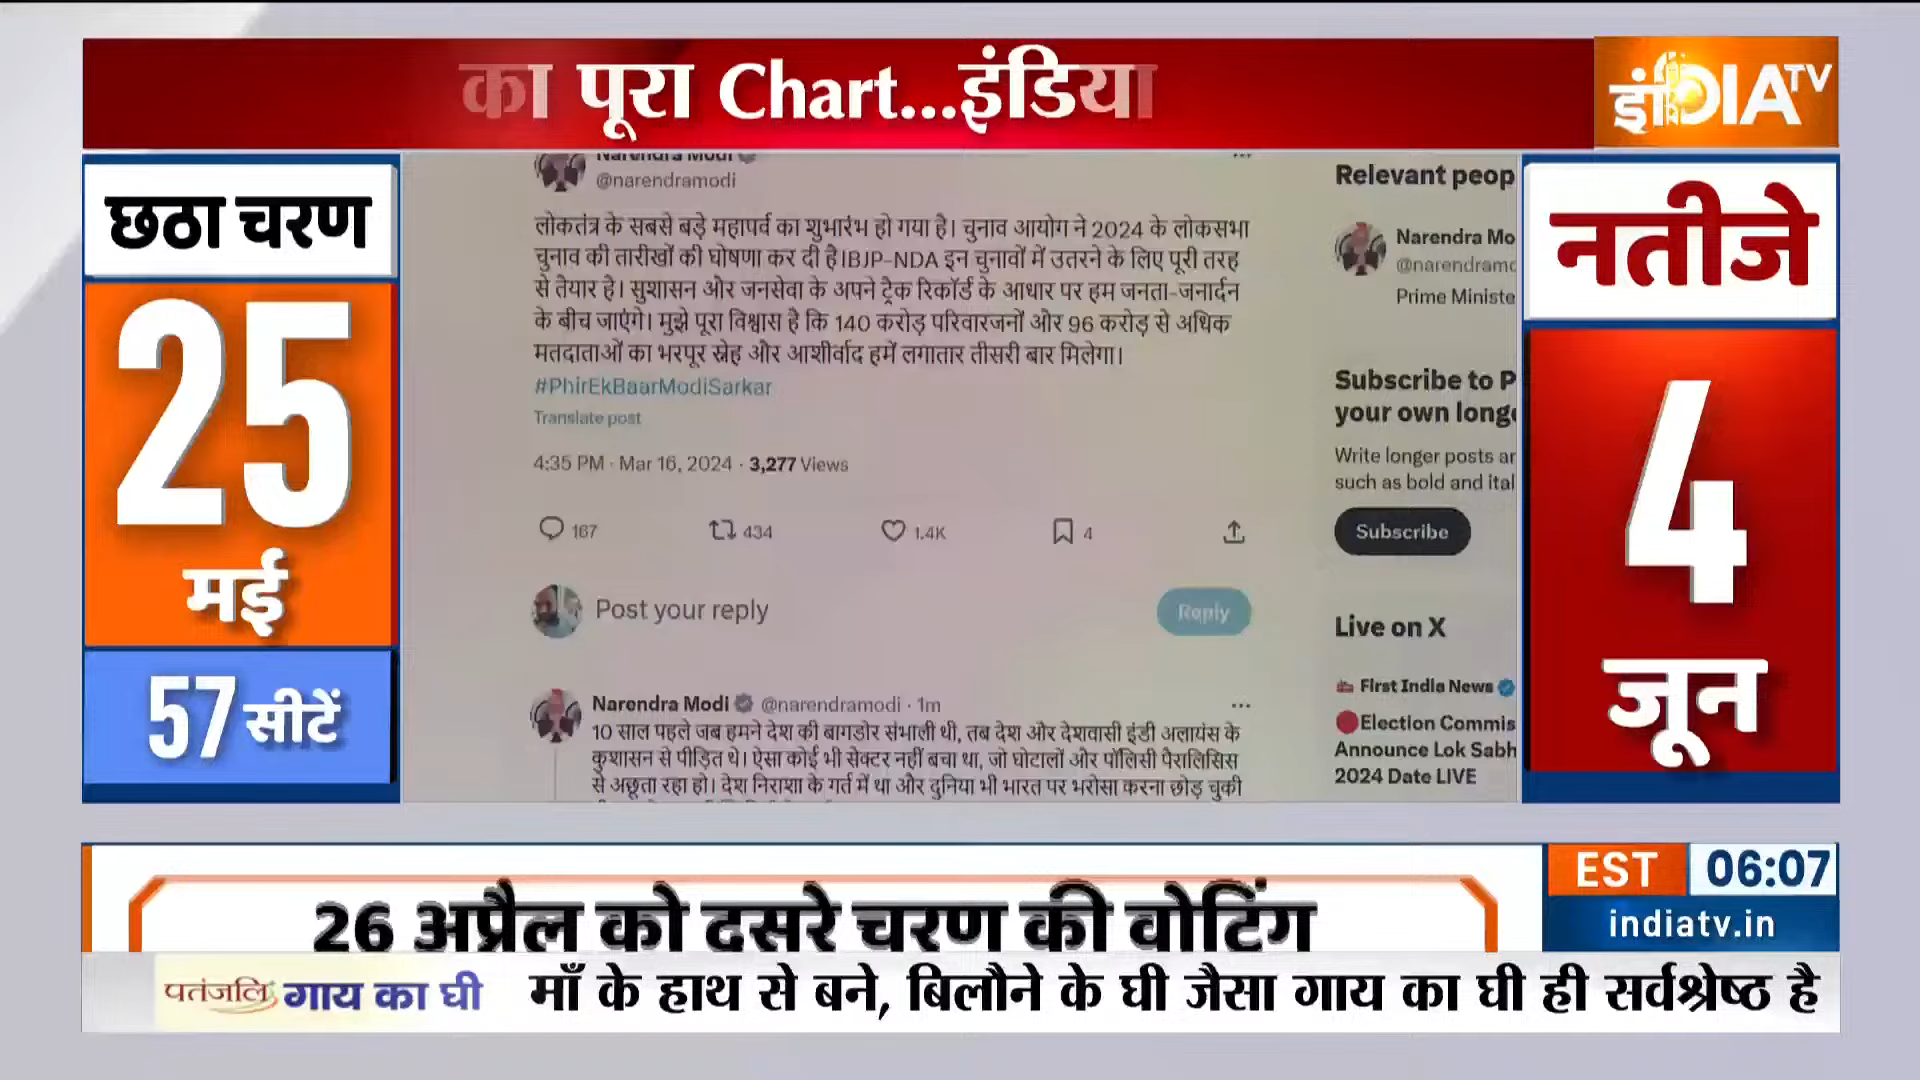 का पूरा Chart...इंडिया
इंDIA TV
छठा चरण
25
मई
57 सीटें
Narendra Modi
@narendramodi
लोकतंत्र के सबसे बड़े महापर्व का शुभारंभ हो गया है। चुनाव आयोग ने 2024 के लोकसभा
चुनाव की तारीखों की घोषणा कर दी है।BJP-NDA इन चुनावों में उतरने के लिए पूरी तरह
से तैयार है। सुशासन और जनसेवा के अपने ट्रैक रिकॉर्ड के आधार पर हम जनता-जनार्दन
के बीच जाएंगे। मुझे पूरा विश्वास है कि 140 करोड़ परिवारजनों और 96 करोड़ से अधिक
मतदाताओं का भरपूर स्नेह और आशीर्वाद हमें लगातार तीसरी बार मिलेगा।
#PhirEkBaarModiSarkar
Translate post
4:35 PM · Mar 16, 2024 · 3,277 Views
167 434 1.4K 4
Post your reply
Reply
Narendra Modi @narendramodi · 1m
10 साल पहले जब हमने देश की बागडोर संभाली थी, तब देश और देशवासी इंडी अलायंस के
कुशासन से पीड़ित थे। ऐसा कोई भी सेक्टर नहीं बचा था, जो घोटालों और पॉलिसी पैरालिसिस
से अछूता रहा हो। देश निराशा के गर्त में था और दुनिया भी भारत पर भरोसा करना छोड़ चुकी
Relevant peop
Narendra Mo
@narendramo
Prime Ministe
Subscribe to P
your own longe
Write longer posts ar
such as bold and ital
Subscribe
Live on X
First India News
Election Commis
Announce Lok Sabh
2024 Date LIVE
नतीजे
4
जून
26 अप्रैल को दूसरे चरण की वोटिंग
EST 06:07
indiatv.in
पतंजलि गाय का घी माँ के हाथ से बने, बिलौने के घी जैसा गाय का घी ही सर्वश्रेष्ठ है